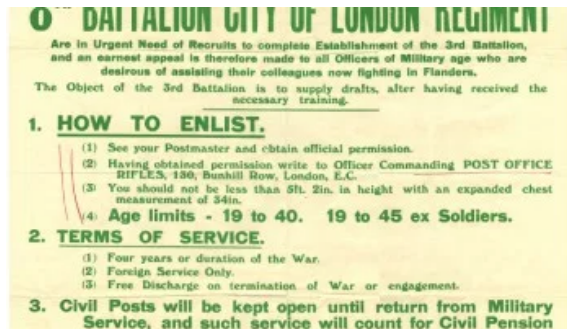 8TH BATTALION CITY OF LONDON REGIMENT
Are in Urgent Need of Recruits to complete Establishment of the 3rd Battalion,
and an earnest appeal is therefore made to all Officers of Military age who are
desirous of assisting their colleagues now fighting in Flanders.
The Object of the 3rd Battalion is to supply drafts, after having received the
necessary training.
1. HOW TO ENLIST.
(1) See your Postmaster and obtain official permission.
(2) Having obtained permission write to Officer Commanding POST OFFICE
RIFLES, 130, Bunhill Row, London, E.C.
(3) You should not be less than 5ft. 2in. in height with an expanded chest
measurement of 34in.
(4) Age limits - 19 to 40. 19 to 45 ex Soldiers.
2. TERMS OF SERVICE.
(1) Four years or duration of the War.
(2) Foreign Service Only.
(3) Free Discharge on termination of War or engagement.
3. Civil Posts will be kept open until return from Military
Service, and such service will count for Civil Pension